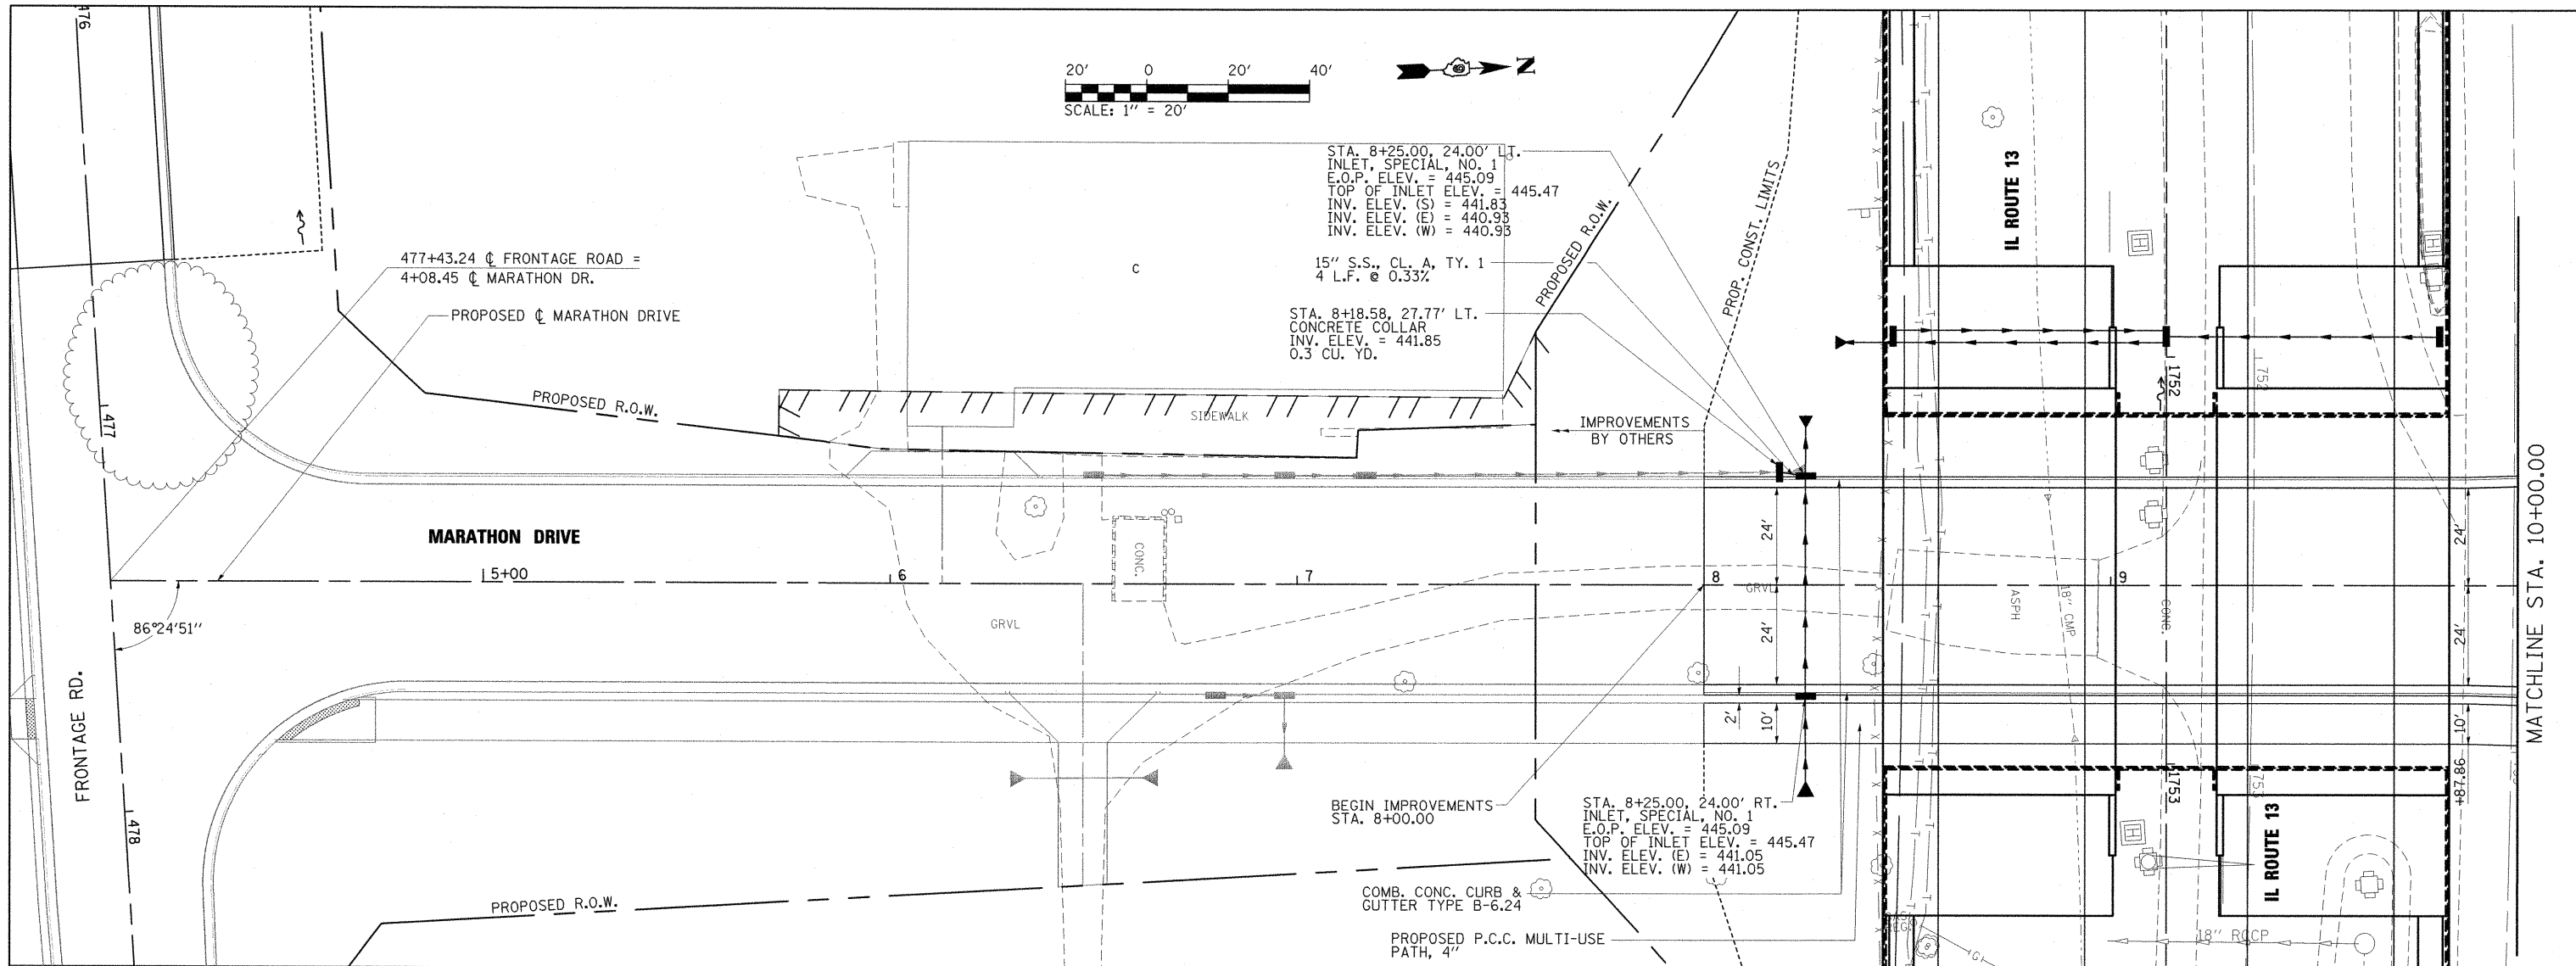 476
20' 0 20' 40'
SCALE: 1" = 20'
N
STA. 8+25.00, 24.00' LT.
INLET, SPECIAL, NO. 1
E.O.P. ELEV. = 445.09
TOP OF INLET ELEV. = 445.47
INV. ELEV. (S) = 441.83
INV. ELEV. (E) = 440.93
INV. ELEV. (W) = 440.93
15" S.S., CL. A, TY. 1
4 L.F. @ 0.33%
STA. 8+18.58, 27.77' LT.
CONCRETE COLLAR
INV. ELEV. = 441.85
0.3 CU. YD.
PROPOSED R.O.W.
PROP. CONST. LIMITS
IL ROUTE 13
H
H
477+43.24 ℄ FRONTAGE ROAD =
4+08.45 ℄ MARATHON DR.
PROPOSED ℄ MARATHON DRIVE
C
PROPOSED R.O.W.
SIDEWALK
IMPROVEMENTS
BY OTHERS
477
1752
1752
MARATHON DRIVE
CONC.
5+00
6
7
8
9
GRVL
GRVL
ASPH
18" CMP
CONC.
24'
24'
2'
10'
24'
24'
10'
+87.86
MATCHLINE STA. 10+00.00
86°24'51"
FRONTAGE RD.
478
1753
1753
H
IL ROUTE 13
BEGIN IMPROVEMENTS
STA. 8+00.00
STA. 8+25.00, 24.00' RT.
INLET, SPECIAL, NO. 1
E.O.P. ELEV. = 445.09
TOP OF INLET ELEV. = 445.47
INV. ELEV. (E) = 441.05
INV. ELEV. (W) = 441.05
COMB. CONC. CURB &
GUTTER TYPE B-6.24
PROPOSED R.O.W.
PROPOSED P.C.C. MULTI-USE
PATH, 4"
18" RCCP
G